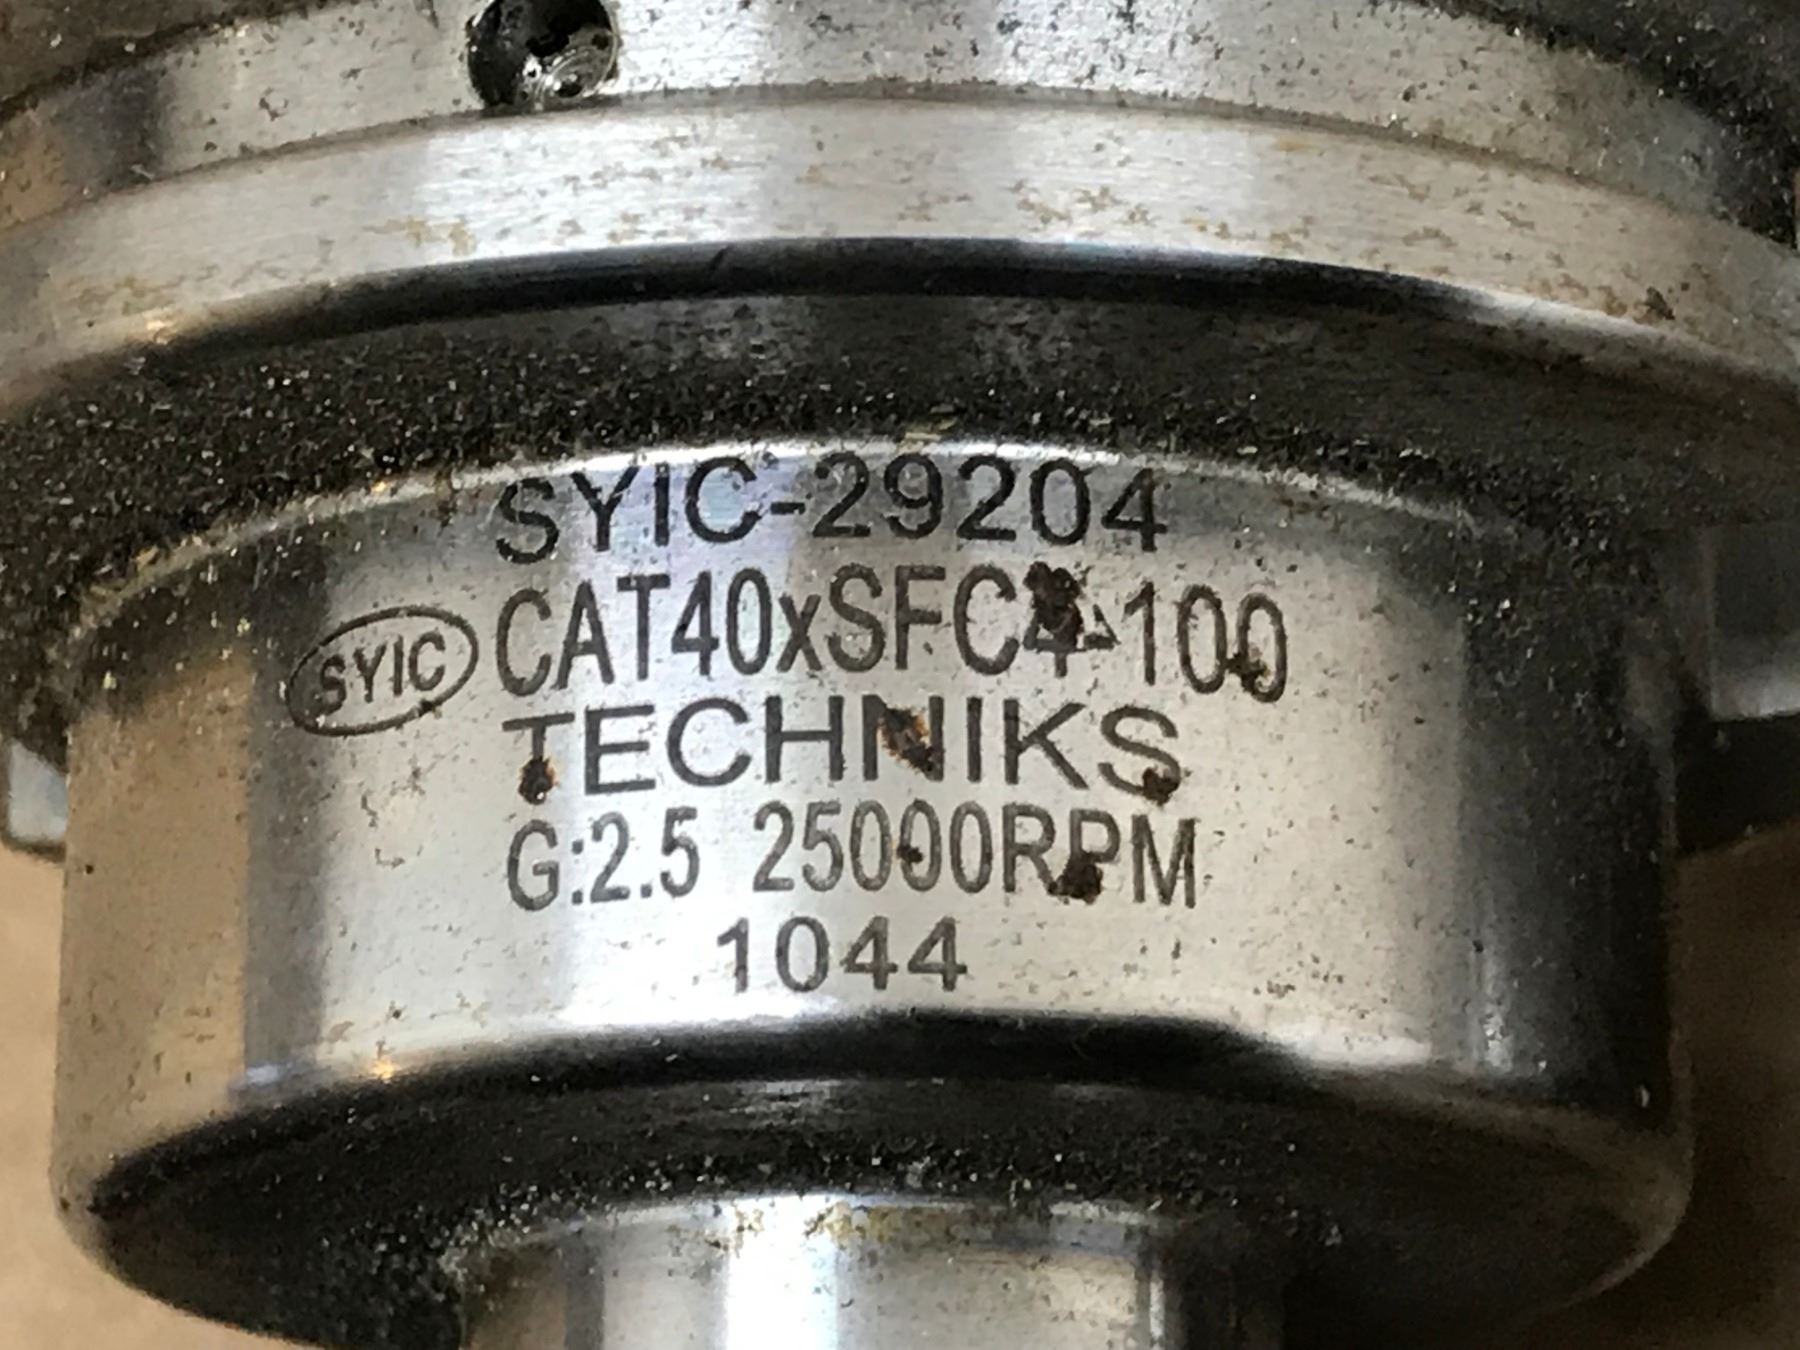 SYIC-29204
SYIC CAT40xSFC4-100
TECHNIKS
G:2.5 25000RPM
1044